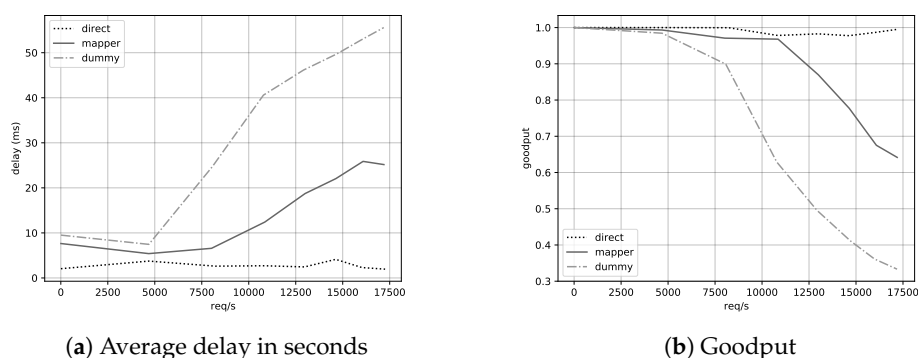 direct
mapper
dummy
delay (ms)
60
50
40
30
20
10
0
0 2500 5000 7500 10000 12500 15000 17500
req/s
(a) Average delay in seconds
goodput
1.0
0.9
0.8
0.7
0.6
0.5
0.4
0.3
direct
mapper
dummy
0 2500 5000 7500 10000 12500 15000 17500
req/s
(b) Goodput